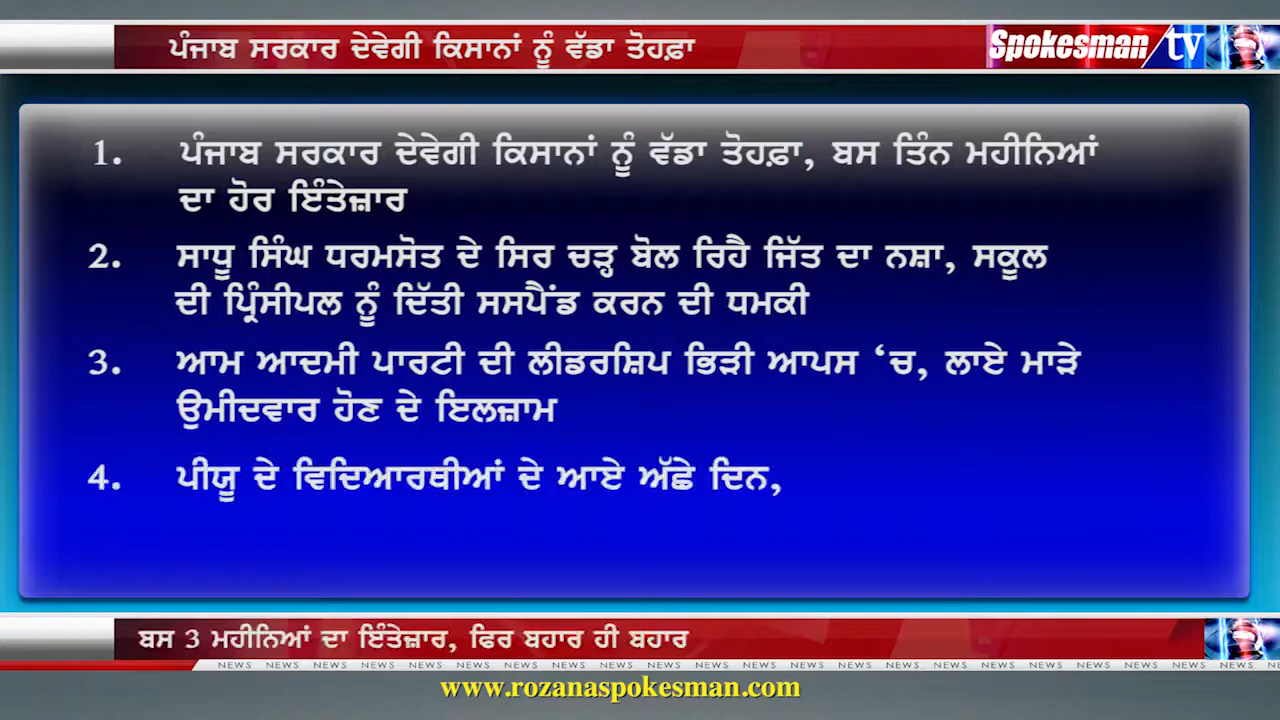 ਪੰਜਾਬ ਸਰਕਾਰ ਦੇਵੇਗੀ ਕਿਸਾਨਾਂ ਨੂੰ ਵੱਡਾ ਤੋਹਫ਼ਾ
Spokesman tv
1. ਪੰਜਾਬ ਸਰਕਾਰ ਦੇਵੇਗੀ ਕਿਸਾਨਾਂ ਨੂੰ ਵੱਡਾ ਤੋਹਫ਼ਾ, ਬਸ ਤਿੰਨ ਮਹੀਨਿਆਂ
ਦਾ ਹੋਰ ਇੰਤੇਜ਼ਾਰ
2. ਸਾਧੂ ਸਿੰਘ ਧਰਮਸੋਤ ਦੇ ਸਿਰ ਚੜ੍ਹ ਬੋਲ ਰਿਹੈ ਜਿੱਤ ਦਾ ਨਸ਼ਾ, ਸਕੂਲ
ਦੀ ਪ੍ਰਿੰਸੀਪਲ ਨੂੰ ਦਿੱਤੀ ਸਸਪੈਂਡ ਕਰਨ ਦੀ ਧਮਕੀ
3. ਆਮ ਆਦਮੀ ਪਾਰਟੀ ਦੀ ਲੀਡਰਸ਼ਿਪ ਭਿੜੀ ਆਪਸ ‘ਚ, ਲਾਏ ਮਾੜੇ
ਉਮੀਦਵਾਰ ਹੋਣ ਦੇ ਇਲਜ਼ਾਮ
4. ਪੀਯੂ ਦੇ ਵਿਦਿਆਰਥੀਆਂ ਦੇ ਆਏ ਅੱਛੇ ਦਿਨ,
ਬਸ 3 ਮਹੀਨਿਆਂ ਦਾ ਇੰਤੇਜ਼ਾਰ, ਫਿਰ ਬਹਾਰ ਹੀ ਬਹਾਰ
NEWS NEWS NEWS NEWS NEWS NEWS NEWS NEWS NEWS NEWS NEWS NEWS NEWS NEWS NEWS NEWS NEWS NEWS NEWS NEWS NEWS NEWS
www.rozanaspokesman.com